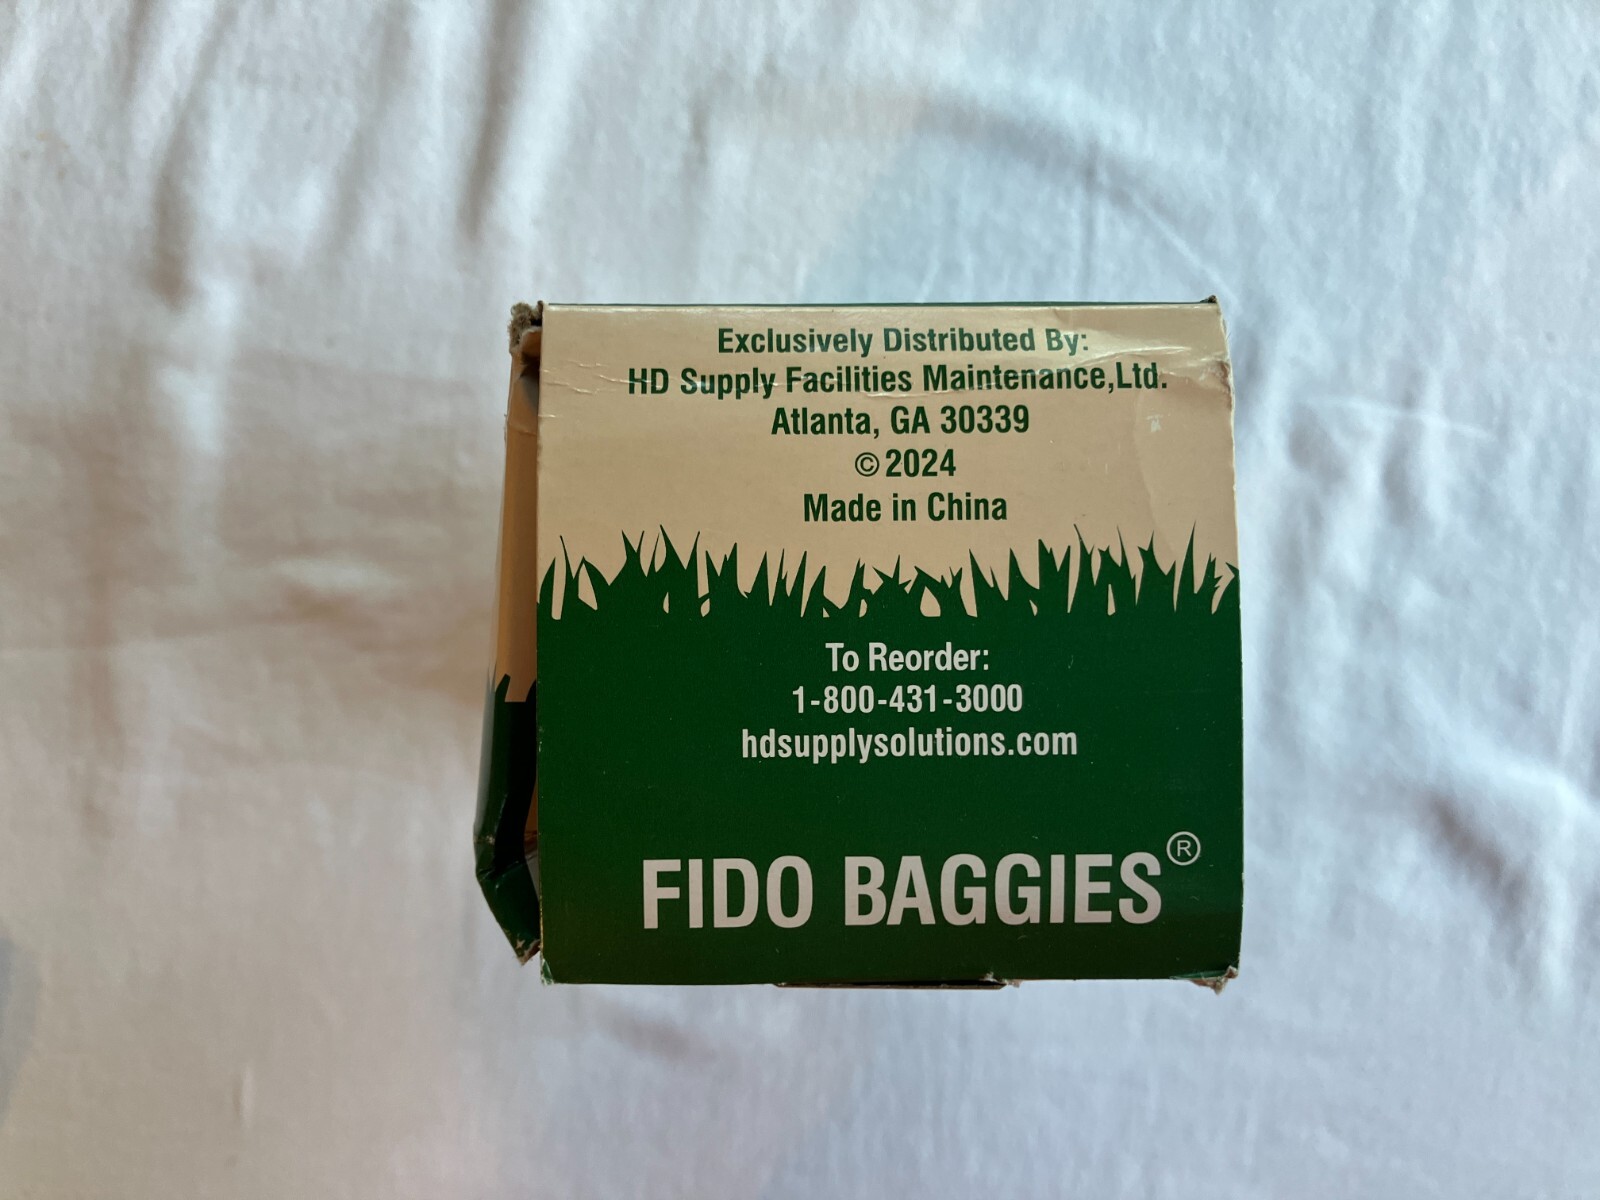 Exclusively Distributed By:
HD Supply Facilities Maintenance,Ltd.
Atlanta, GA 30339
©2024
Made in China
To Reorder:
1-800-431-3000
hdsupplysolutions.com
FIDO BAGGIES®